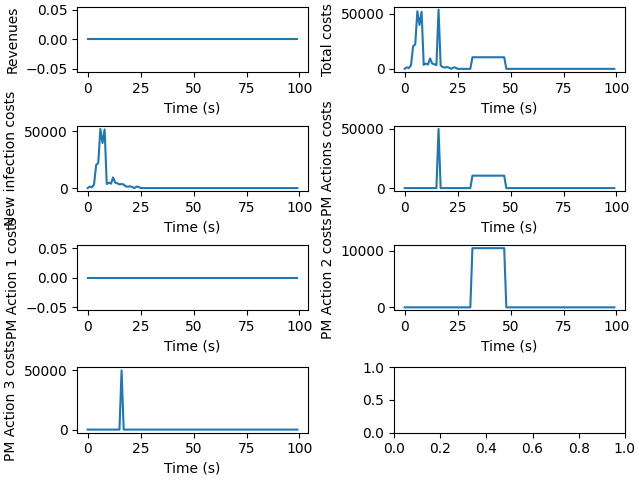 Revenues
0.05
0.00
−0.05
0 25 50 75 100
Time (s)
Total costs
50000
0
0 25 50 75 100
Time (s)
New infection costs
50000
0
0 25 50 75 100
Time (s)
PM Actions costs
50000
0
0 25 50 75 100
Time (s)
PM Action 1 costs
0.05
0.00
−0.05
0 25 50 75 100
Time (s)
PM Action 2 costs
10000
0
0 25 50 75 100
Time (s)
PM Action 3 costs
50000
0
0 25 50 75 100
Time (s)
1.0
0.5
0.0
0.0 0.2 0.4 0.6 0.8 1.0